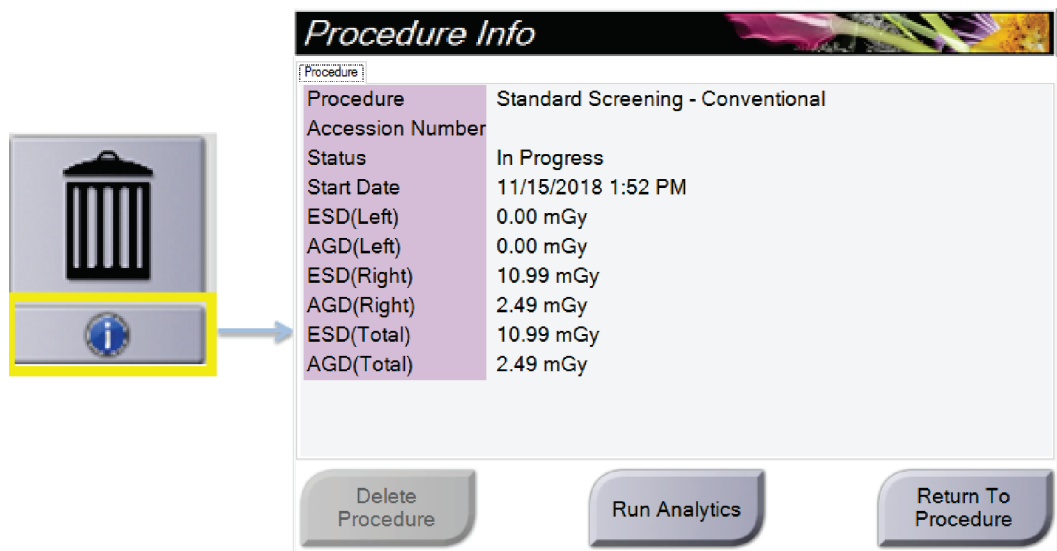 Procedure Info
Procedure
Procedure Standard Screening - Conventional
Accession Number
Status In Progress
Start Date 11/15/2018 1:52 PM
ESD(Left) 0.00 mGy
AGD(Left) 0.00 mGy
ESD(Right) 10.99 mGy
AGD(Right) 2.49 mGy
ESD(Total) 10.99 mGy
AGD(Total) 2.49 mGy
Delete
Procedure
Run Analytics
Return To
Procedure